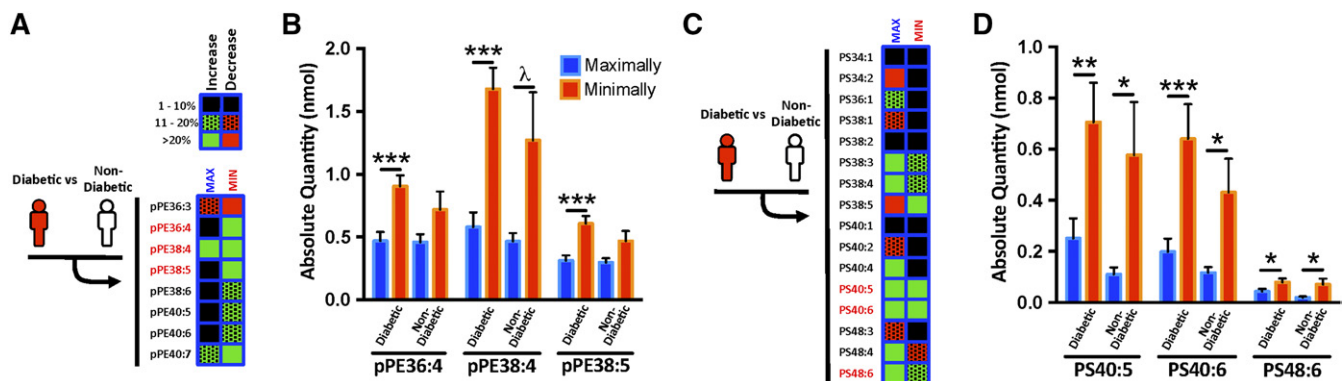 A
Increase
Decrease
1 - 10%
11 - 20%
>20%
Diabetic vs
Non-
Diabetic
MAX
MIN
pPE36:3
pPE36:4
pPE38:4
pPE38:5
pPE38:6
pPE40:5
pPE40:6
pPE40:7
B
Absolute Quantity (nmol)
2.0
1.5
1.0
0.5
0.0
***
***
λ
***
Maximally
Minimally
Diabetic
Non-
Diabetic
Diabetic
Non-
Diabetic
Diabetic
Non-
Diabetic
pPE36:4
pPE38:4
pPE38:5
C
Diabetic vs
Non-
Diabetic
MAX
MIN
PS34:1
PS34:2
PS36:1
PS38:1
PS38:2
PS38:3
PS38:4
PS38:5
PS40:1
PS40:2
PS40:4
PS40:5
PS40:6
PS48:3
PS48:4
PS48:6
D
Absolute Quantity (nmol)
1.0
0.8
0.6
0.4
0.2
0.0
**
*
***
*
*
*
Diabetic
Non-
Diabetic
Diabetic
Non-
Diabetic
Diabetic
Non-
Diabetic
PS40:5
PS40:6
PS48:6